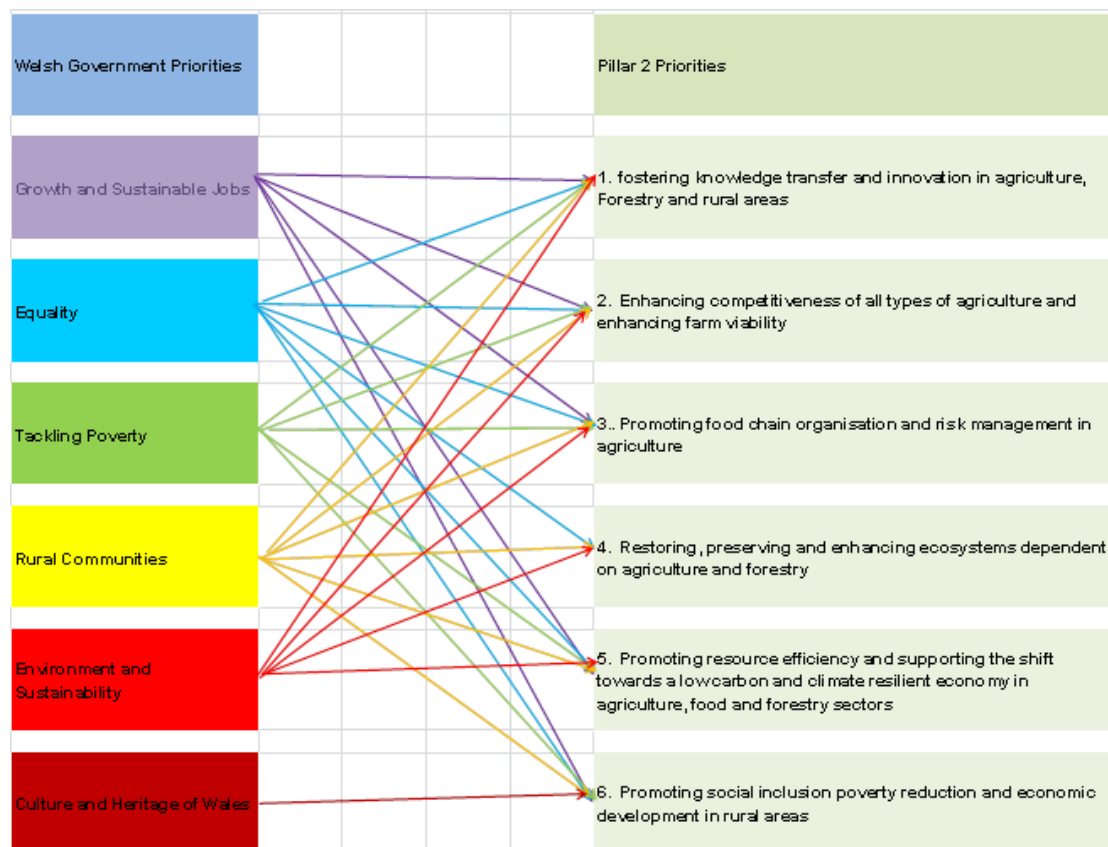 Welsh Government Priorities
Pillar 2 Priorities
Growth and Sustainable Jobs
1. fostering knowledge transfer and innovation in agriculture,
Forestry and rural areas
Equality
2. Enhancing competitiveness of all types of agriculture and
enhancing farm viability
Tackling Poverty
3.. Promoting food chain organisation and risk management in
agriculture
Rural Communities
4. Restoring, preserving and enhancing ecosystems dependent
on agriculture and forestry
Environment and
Sustainability
5. Promoting resource efficiency and supporting the shift
towards a lowcarbon and climate resilient economy in
agriculture, food and forestry sectors
Culture and Heritage of Wales
6. Promoting social inclusion poverty reduction and economic
development in rural areas